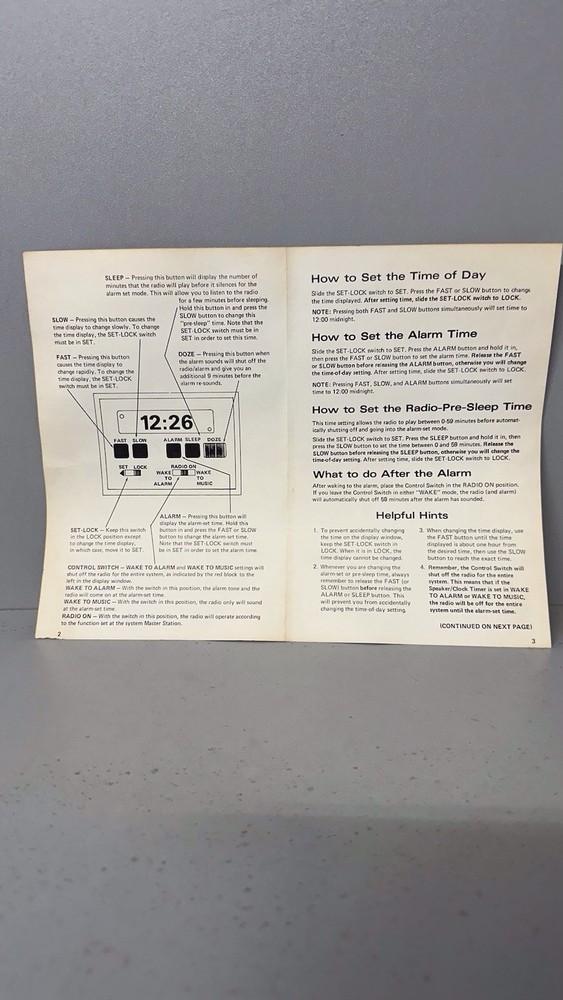 SLEEP — Pressing this button will display the number of
minutes that the radio will play before it silences for the
alarm set mode. This will allow you to listen to the radio
for a few minutes before sleeping.
Hold this button in and press the
SLOW button to change this
"pre-sleep" time. Note that the
SET-LOCK switch must be in
SET in order to set this time.
SLOW — Pressing this button causes the
time display to change slowly. To change
the time display, the SET-LOCK switch
must be in SET.
FAST — Pressing this button
causes the time display to
change rapidly. To change the
time display, the SET-LOCK
switch must be in SET.
DOZE — Pressing this button when
the alarm sounds will shut off the
radio/alarm and give you an
additional 9 minutes before the
alarm re-sounds.
12:26
FAST SLOW ALARM SLEEP DOZE
SET LOCK RADIO ON
WAKE TO ALARM
WAKE TO MUSIC
ALARM — Pressing this button will
display the alarm-set time. Hold this
button in and press the FAST or SLOW
button to change the alarm-set time.
Note that the SET-LOCK switch must
be in SET in order to set the alarm time.
SET-LOCK — Keep this switch
in the LOCK position except
to change the time display,
in which case, move it to SET.
CONTROL SWITCH — WAKE TO ALARM and WAKE TO MUSIC settings will
shut off the radio for the entire system, as indicated by the red block to the
left in the display window.
WAKE TO ALARM — With the switch in this position, the alarm tone and the
radio will come on at the alarm-set time.
WAKE TO MUSIC — With the switch in this position, the radio only will sound
at the alarm-set time.
RADIO ON — With the switch in this position, the radio will operate according
to the function set at the system Master Station.
2
How to Set the Time of Day
Slide the SET-LOCK switch to SET. Press the FAST or SLOW button to change
the time displayed. After setting time, slide the SET-LOCK switch to LOCK.
NOTE: Pressing both FAST and SLOW buttons simultaneously will set time to
12:00 midnight.
How to Set the Alarm Time
Slide the SET-LOCK switch to SET. Press the ALARM button and hold it in,
then press the FAST or SLOW button to set the alarm time. Release the FAST
or SLOW button before releasing the ALARM button, otherwise you will change
the time-of-day setting. After setting time, slide the SET-LOCK switch to LOCK.
NOTE: Pressing FAST, SLOW, and ALARM buttons simultaneously will set
time to 12:00 midnight.
How to Set the Radio-Pre-Sleep Time
This time setting allows the radio to play between 0-59 minutes before automat-
ically shutting off and going into the alarm-set mode.
Slide the SET-LOCK switch to SET. Press the SLEEP button and hold it in, then
press the SLOW button to set the time between 0 and 59 minutes. Release the
SLOW button before releasing the SLEEP button, otherwise you will change the
time-of-day setting. After setting time, slide the SET-LOCK switch to LOCK.
What to do After the Alarm
After waking to the alarm, place the Control Switch in the RADIO ON position.
If you leave the Control Switch in either "WAKE" mode, the radio (and alarm)
will automatically shut off 59 minutes after the alarm has sounded.
Helpful Hints
1. To prevent accidentally changing
the time on the display window,
keep the SET-LOCK switch in
LOCK. When it is in LOCK, the
time display cannot be changed.
2. Whenever you are changing the
alarm-set or pre-sleep time, always
remember to release the FAST (or
SLOW) button before releasing the
ALARM or SLEEP button. This
will prevent you from accidentally
changing the time-of-day setting.
3. When changing the time display, use
the FAST button until the time
displayed is about one hour from
the desired time, then use the SLOW
button to reach the exact time.
4. Remember, the Control Switch will
shut off the radio for the entire
system. This means that if the
Speaker/Clock Timer is set in WAKE
TO ALARM or WAKE TO MUSIC,
the radio will be off for the entire
system until the alarm-set time.
(CONTINUED ON NEXT PAGE)
3